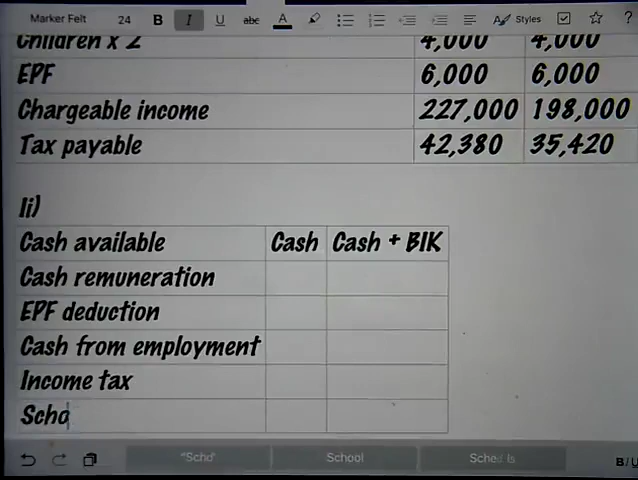 Marker Felt 24 B I U abc A Styles ?
Children x 2 4,000 4,000
EPF 6,000 6,000
Chargeable income 227,000 198,000
Tax payable 42,380 35,420
Ii)
Cash available Cash Cash + BIK
Cash remuneration
EPF deduction
Cash from employment
Income tax
Scho
"Scho" School Sched Is B/U